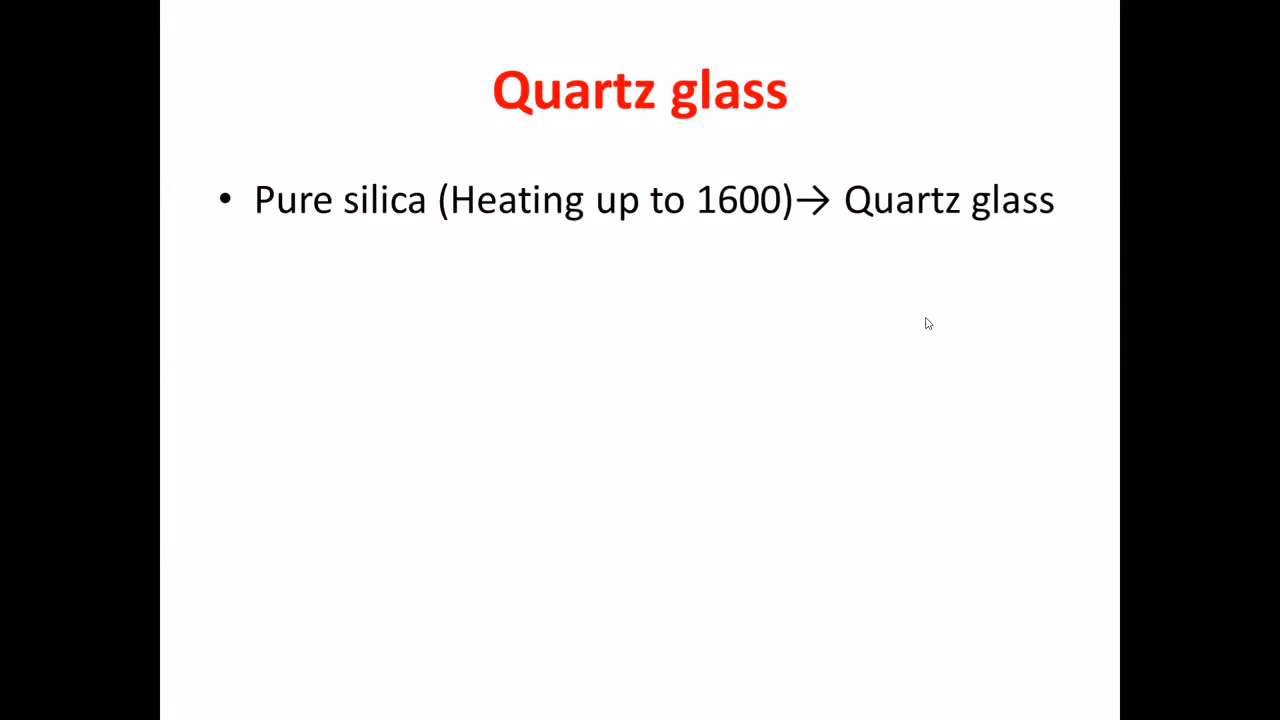 Quartz glass
• Pure silica (Heating up to 1600)→ Quartz glass